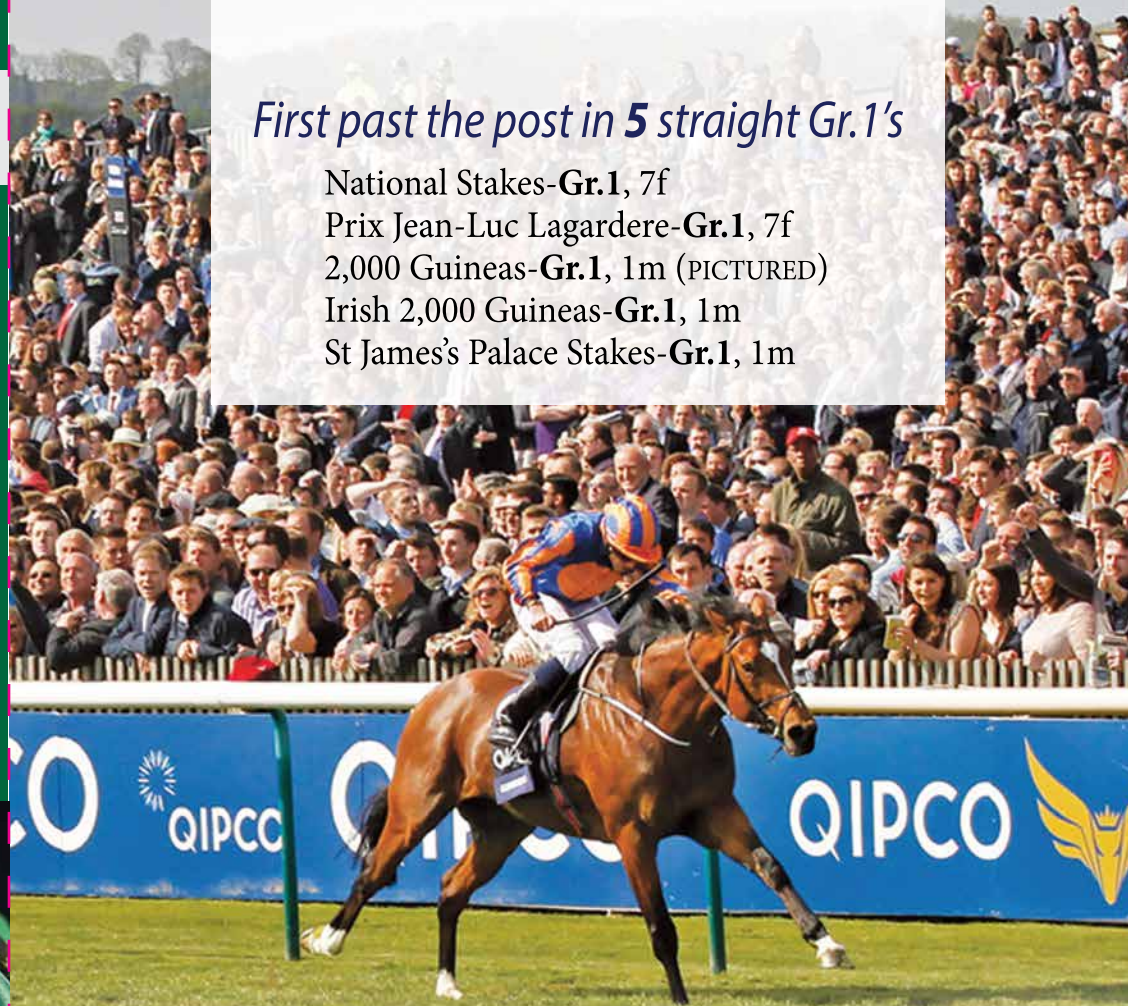 First past the post in 5 straight Gr.1's
National Stakes-Gr.1, 7f
Prix Jean-Luc Lagardere-Gr.1, 7f
2,000 Guineas-Gr.1, 1m (PICTURED)
Irish 2,000 Guineas-Gr.1, 1m
St James's Palace Stakes-Gr.1, 1m
CO
QIPCO
QIPCO